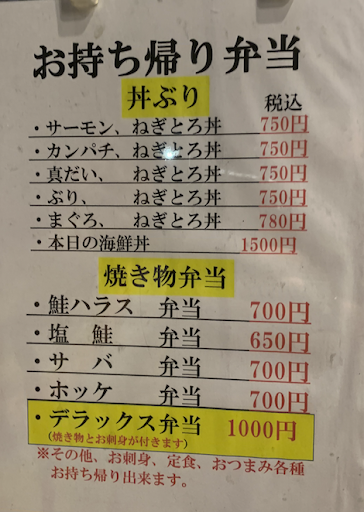 お持ち帰り弁当
丼ぶり 税込
・サーモン、ねぎとろ丼 750円
・カンパチ、ねぎとろ丼 750円
・真だい、 ねぎとろ丼 750円
・ぶり、 ねぎとろ丼 750円
・まぐろ、 ねぎとろ丼 780円
・本日の海鮮丼 1500円
焼き物弁当
・鮭ハラス 弁当 700円
・塩 鮭 弁当 650円
・サ バ 弁当 700円
・ホッケ 弁当 700円
・デラックス弁当 1000円
(焼き物とお刺身が付きます)
※その他、お刺身、定食、おつまみ各種
お持ち帰り出来ます。